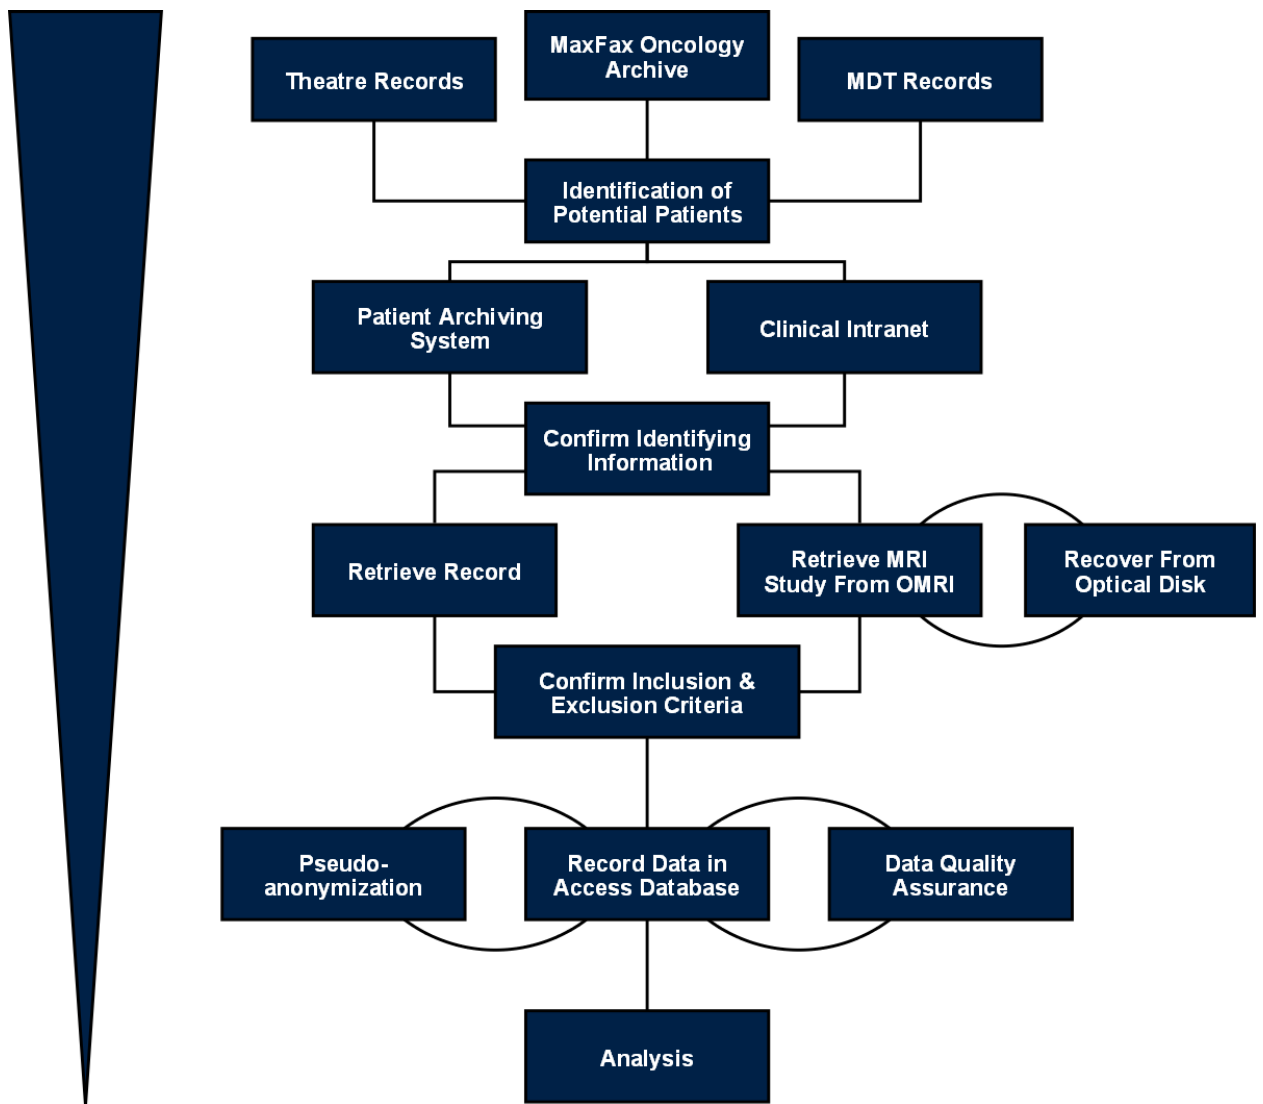 MaxFax Oncology
Archive
Theatre Records
MDT Records
Identification of
Potential Patients
Patient Archiving
System
Clinical Intranet
Confirm Identifying
Information
Retrieve Record
Retrieve MRI
Study From OMRI
Recover From
Optical Disk
Confirm Inclusion &
Exclusion Criteria
Pseudo-
anonymization
Record Data in
Access Database
Data Quality
Assurance
Analysis